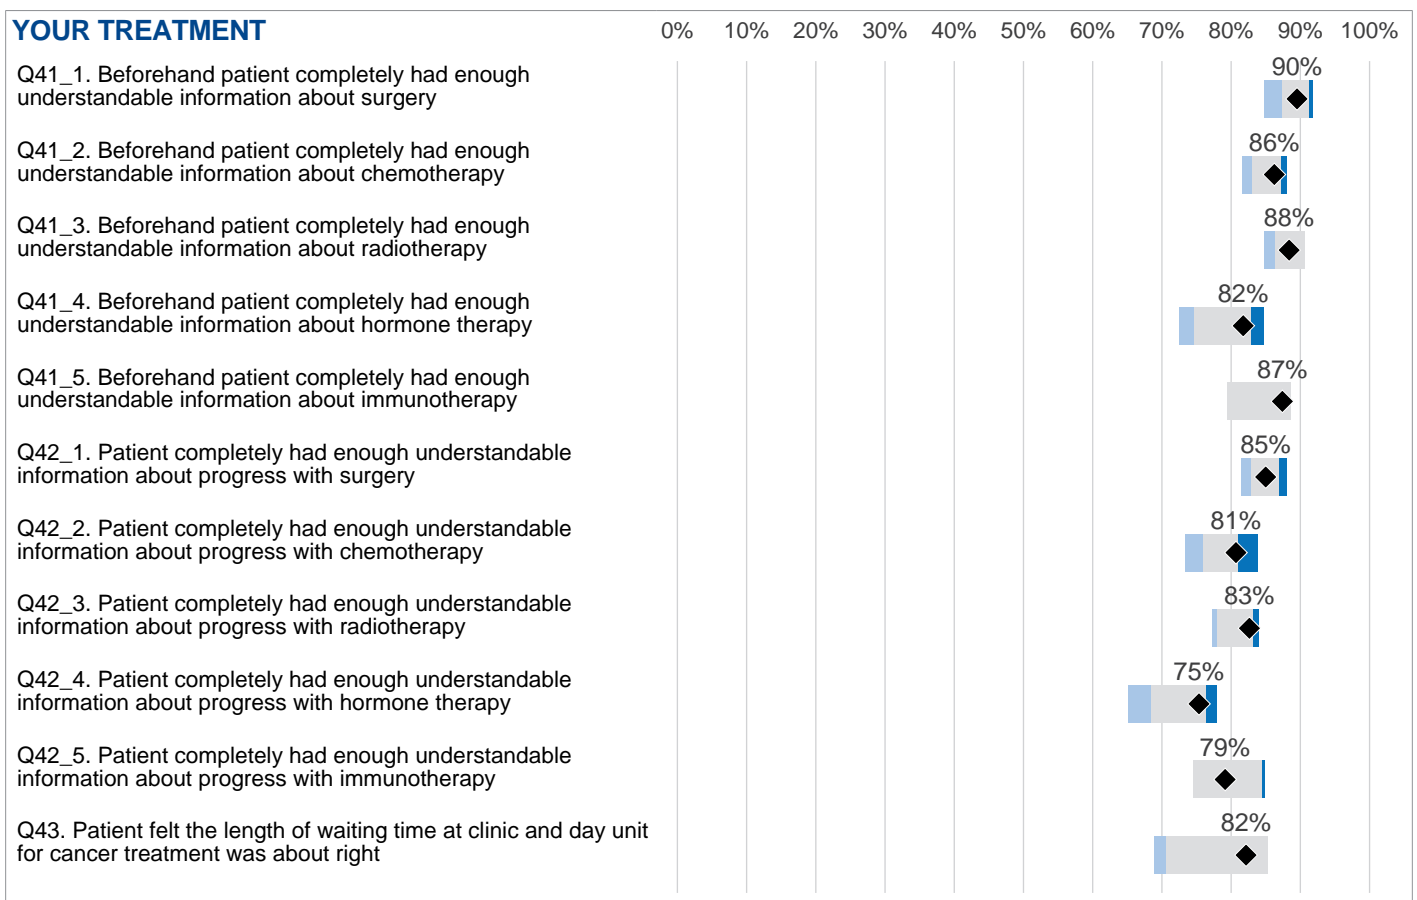 YOUR TREATMENT
0% 10% 20% 30% 40% 50% 60% 70% 80% 90% 100%
Q41_1. Beforehand patient completely had enough
understandable information about surgery
90%
Q41_2. Beforehand patient completely had enough
understandable information about chemotherapy
86%
Q41_3. Beforehand patient completely had enough
understandable information about radiotherapy
88%
Q41_4. Beforehand patient completely had enough
understandable information about hormone therapy
82%
Q41_5. Beforehand patient completely had enough
understandable information about immunotherapy
87%
Q42_1. Patient completely had enough understandable
information about progress with surgery
85%
Q42_2. Patient completely had enough understandable
information about progress with chemotherapy
81%
Q42_3. Patient completely had enough understandable
information about progress with radiotherapy
83%
Q42_4. Patient completely had enough understandable
information about progress with hormone therapy
75%
Q42_5. Patient completely had enough understandable
information about progress with immunotherapy
79%
Q43. Patient felt the length of waiting time at clinic and day unit
for cancer treatment was about right
82%